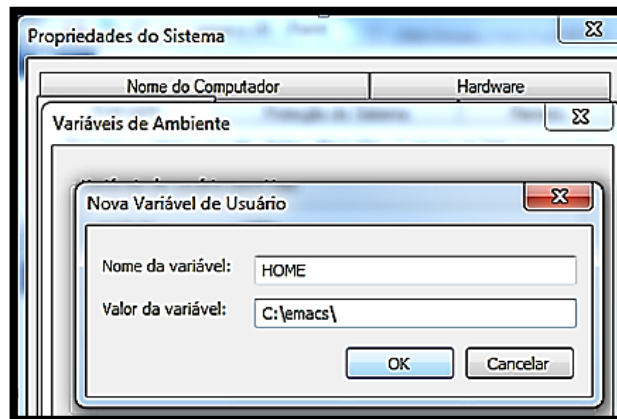 Propriedades do Sistema
Nome do Computador
Hardware
Variáveis de Ambiente
Nova Variável de Usuário
Nome da variável:
HOME
Valor da variável:
C:\emacs\
OK
Cancelar